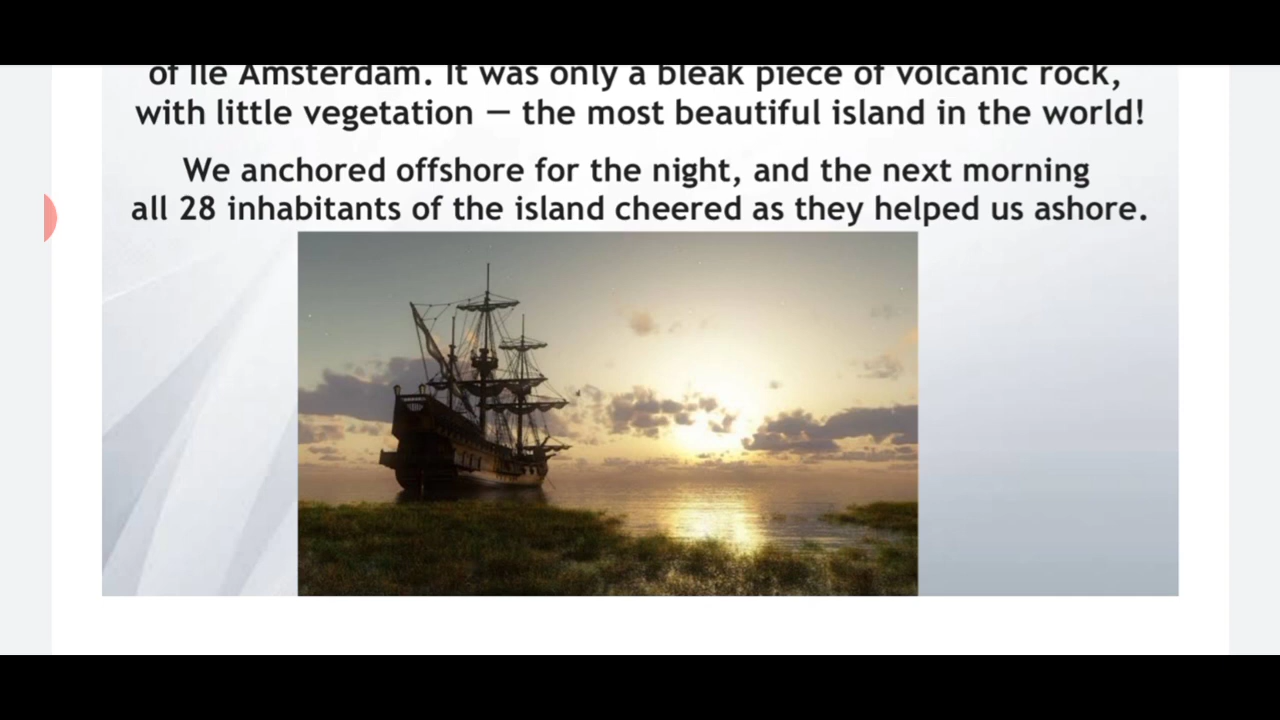 of Ile Amsterdam. It was only a bleak piece of volcanic rock,
with little vegetation — the most beautiful island in the world!
We anchored offshore for the night, and the next morning
all 28 inhabitants of the island cheered as they helped us ashore.